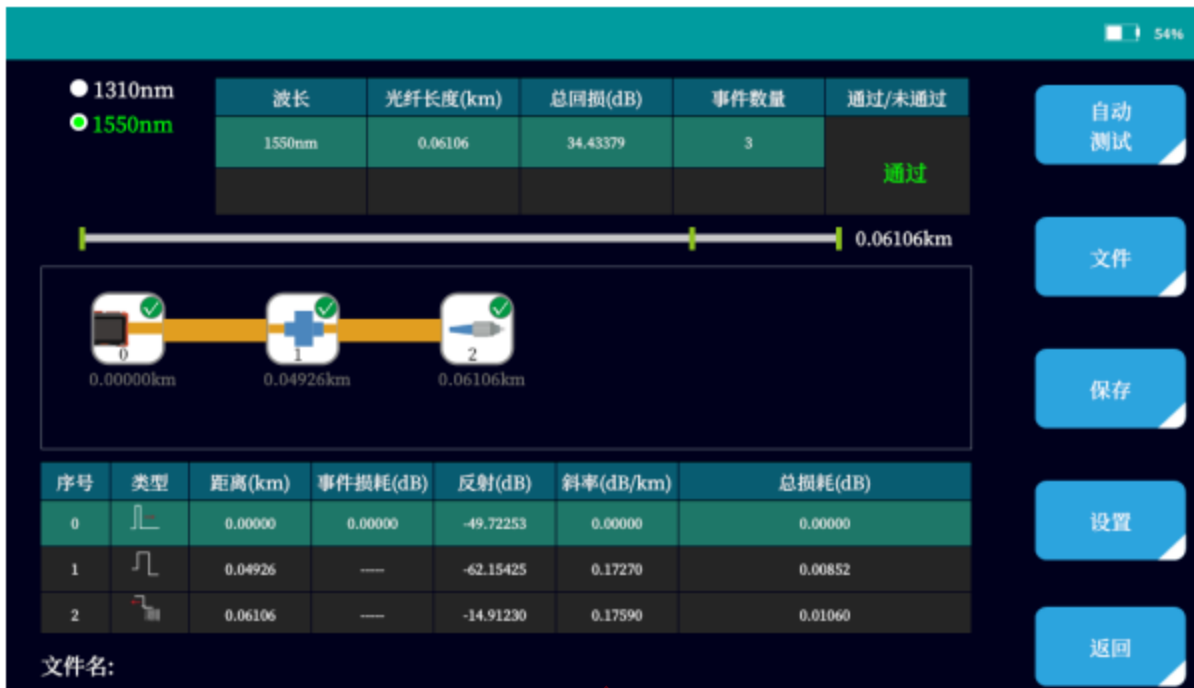 54%
1310nm
1550nm
波长 光纤长度(km) 总回损(dB) 事件数量 通过/未通过
1550nm 0.06106 34.43379 3 通过
0.06106km
0 1 2
0.00000km 0.04926km 0.06106km
序号 类型 距离(km) 事件损耗(dB) 反射(dB) 斜率(dB/km) 总损耗(dB)
0 0.00000 0.00000 -49.72253 0.00000 0.00000
1 0.04926 ---- -62.15425 0.17270 0.00852
2 0.06106 ---- -14.91230 0.17590 0.01060
文件名:
自动
测试
文件
保存
设置
返回